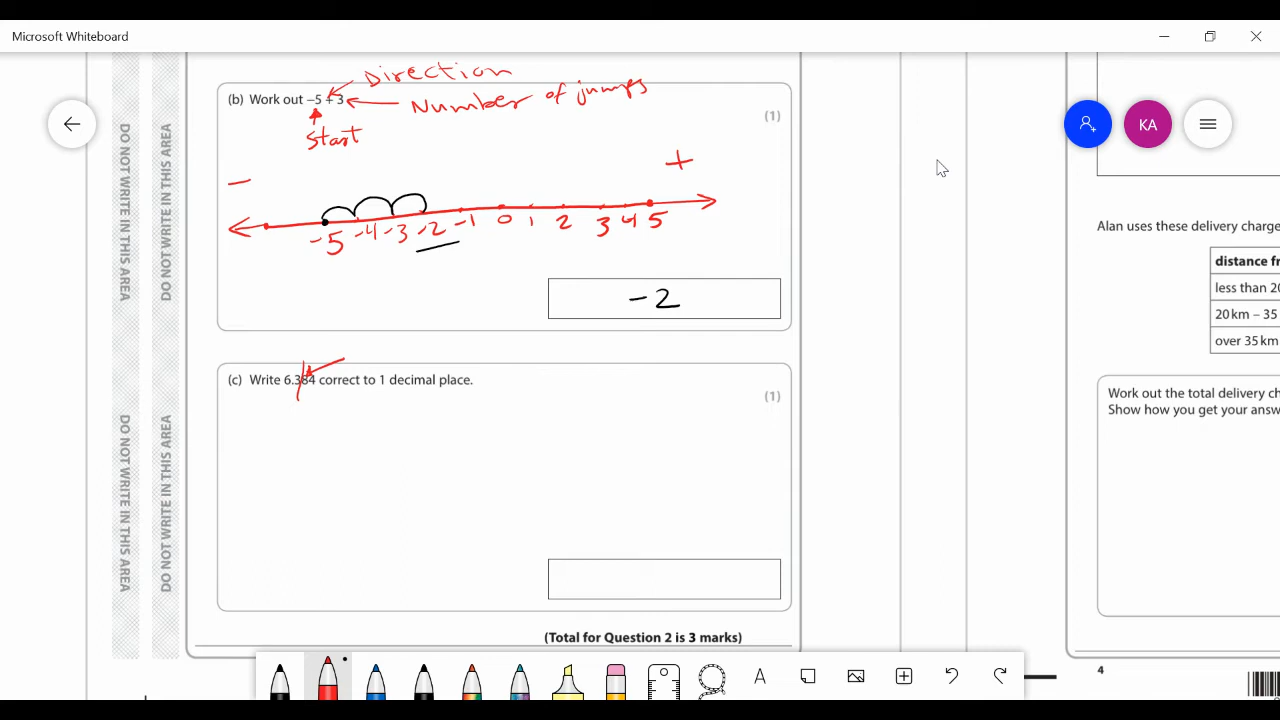 Microsoft Whiteboard
Direction
(b) Work out −5 + 3
Number of jumps
(1)
Start
KA
DO NOT WRITE IN THIS AREA
DO NOT WRITE IN THIS AREA
− +
-5 -4 -3 -2 -1 0 1 2 3 4 5
-2
(c) Write 6.384 correct to 1 decimal place.
(1)
DO NOT WRITE IN THIS AREA
DO NOT WRITE IN THIS AREA
(Total for Question 2 is 3 marks)
Alan uses these delivery charge
distance fr
less than 20
20 km – 35
over 35 km
Work out the total delivery ch
Show how you get your answ
4
A